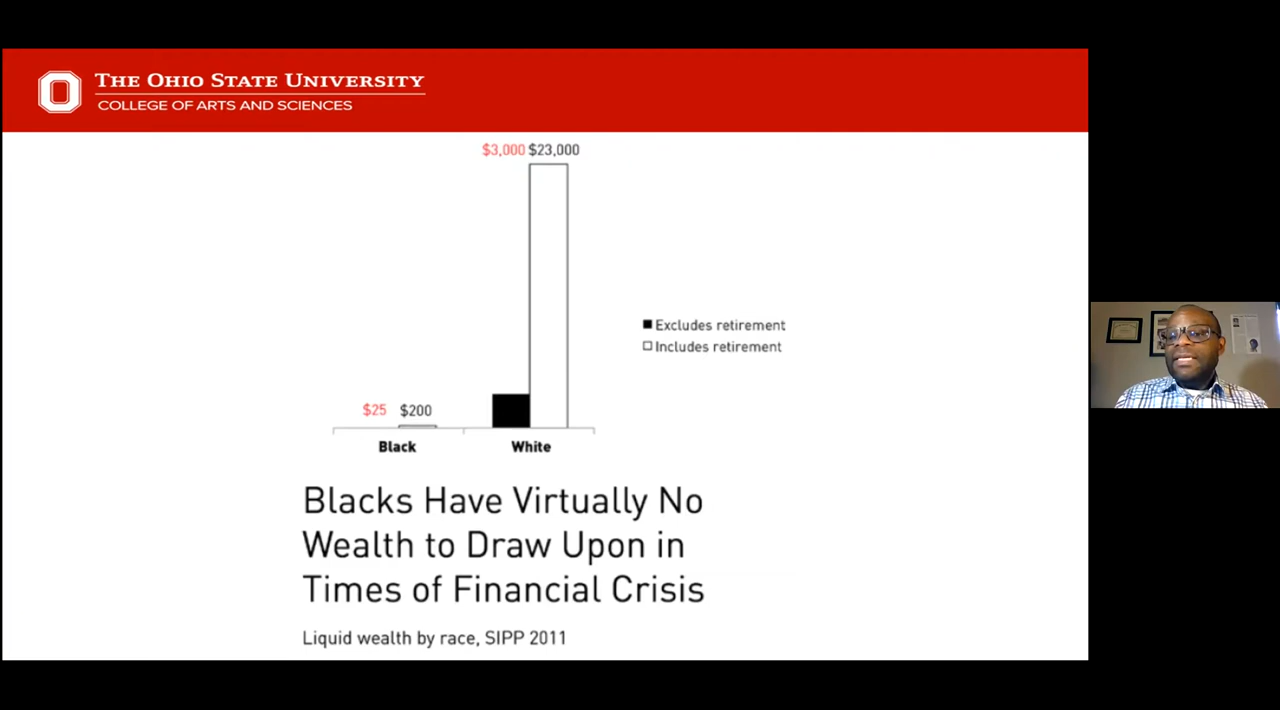 THE OHIO STATE UNIVERSITY
COLLEGE OF ARTS AND SCIENCES
$3,000 $23,000
Excludes retirement
Includes retirement
$25 $200
Black White
Blacks Have Virtually No
Wealth to Draw Upon in
Times of Financial Crisis
Liquid wealth by race, SIPP 2011